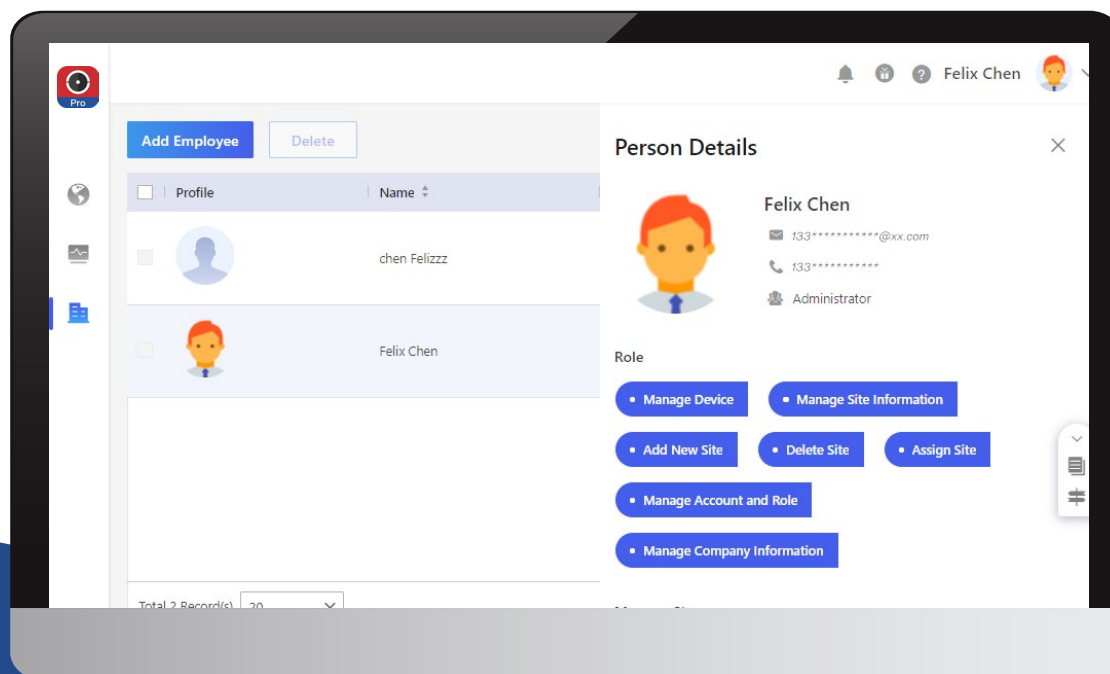 Pro
Felix Chen
Add Employee
Delete
Profile
Name
chen Felizzz
Felix Chen
Total 2 Record(s)
20
Person Details
Felix Chen
133***********@xx.com
133***********
Administrator
Role
Manage Device
Manage Site Information
Add New Site
Delete Site
Assign Site
Manage Account and Role
Manage Company Information